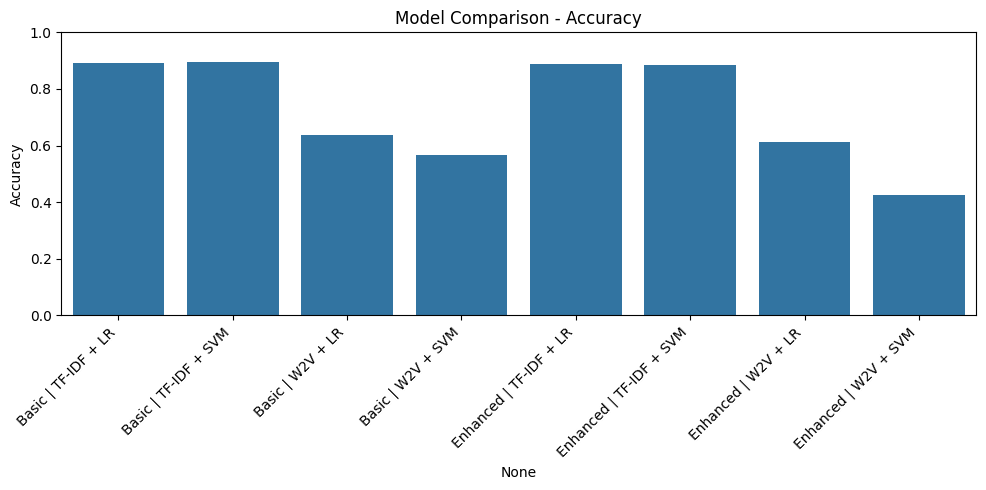 Model Comparison - Accuracy
1.0
0.8
0.6
0.4
0.2
0.0
Accuracy
Basic | TF-IDF + LR
Basic | TF-IDF + SVM
Basic | W2V + LR
Basic | W2V + SVM
Enhanced | TF-IDF + LR
Enhanced | TF-IDF + SVM
Enhanced | W2V + LR
Enhanced | W2V + SVM
None